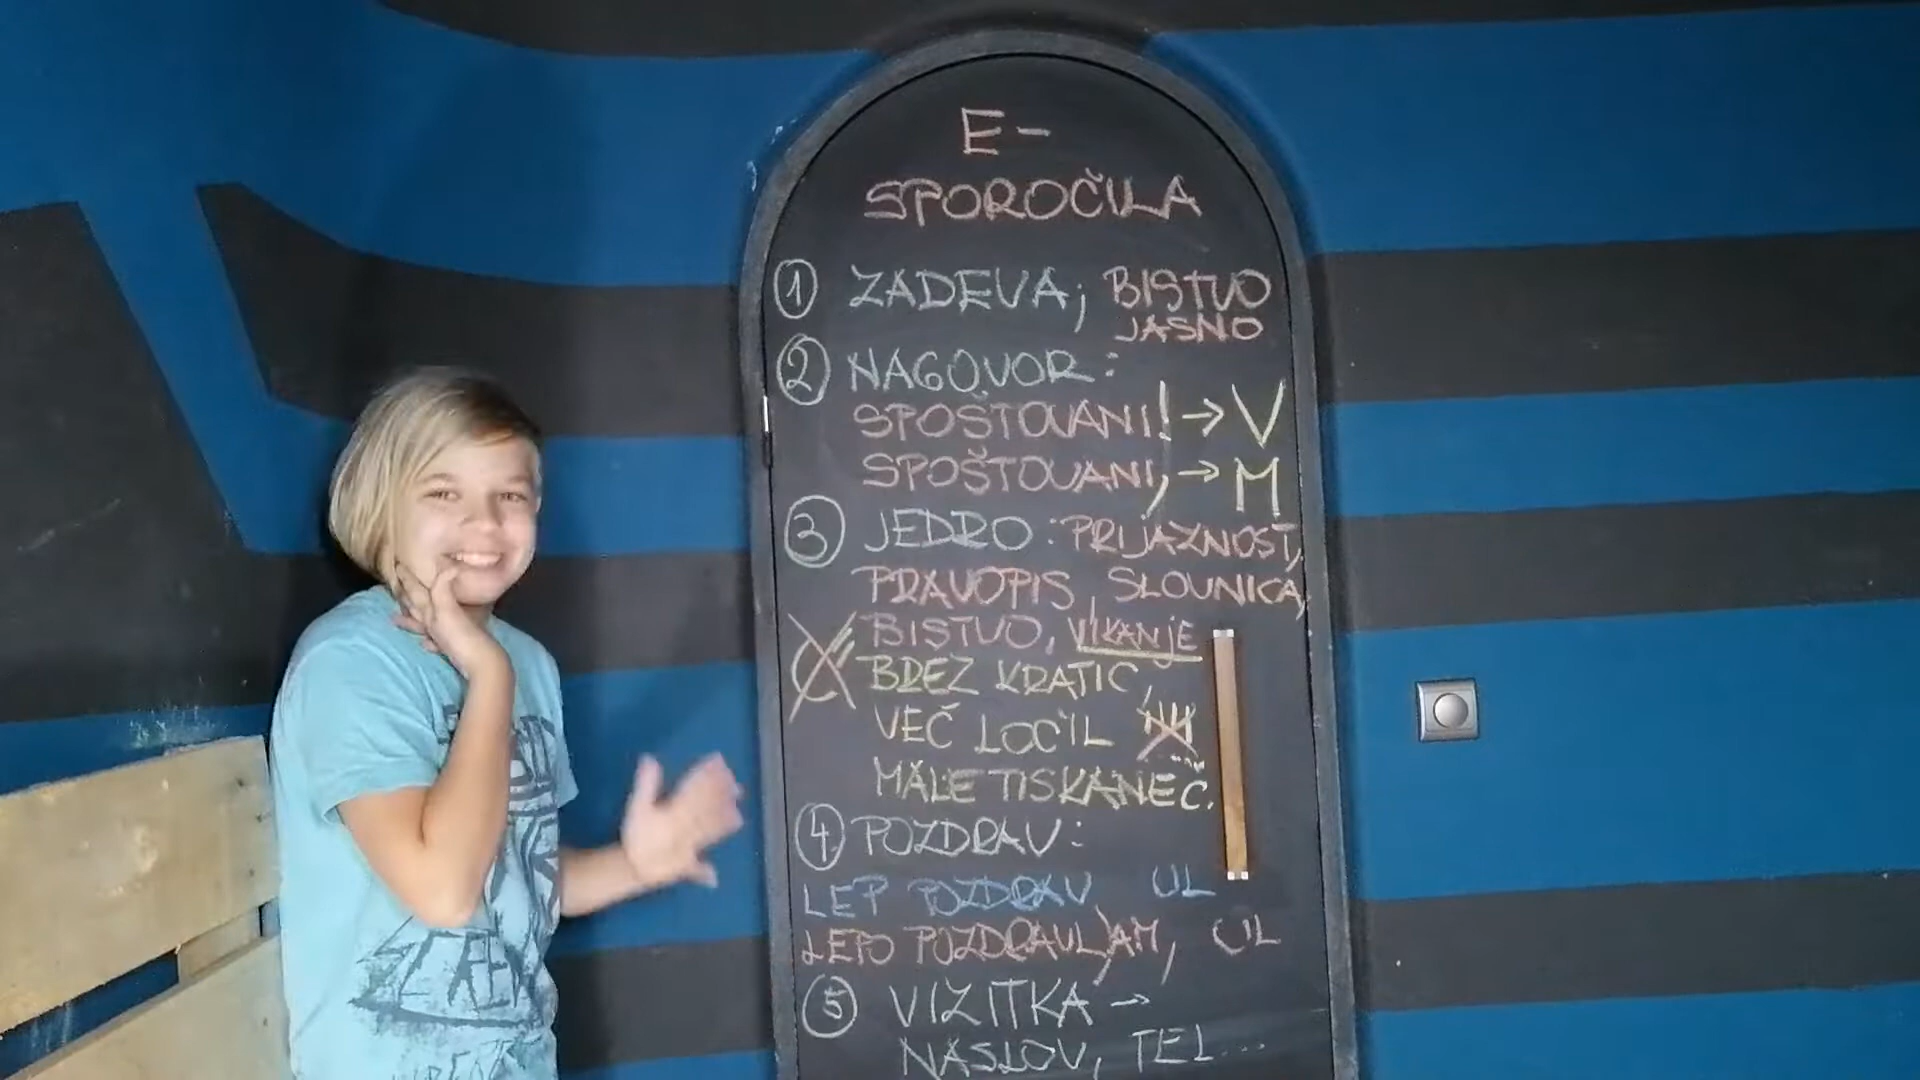 E-
SPOROČILA
① ZADEVA; BISTVO
JASNO
② NAGOVOR:
SPOŠTOVANI! → V
SPOŠTOVANI, → M
③ JEDRO: PRIJAZNOST,
PRAVOPIS, SLOVNICA,
BISTVO, VIKANJE
BREZ KRATIC,
VEČ LOČIL
MALE TISKANE Č.
④ POZDRAV:
LEP POZDRAV UL
LEPO POZDRAVLJAM, UL
⑤ VIZITKA →
NASLOV, TEL...